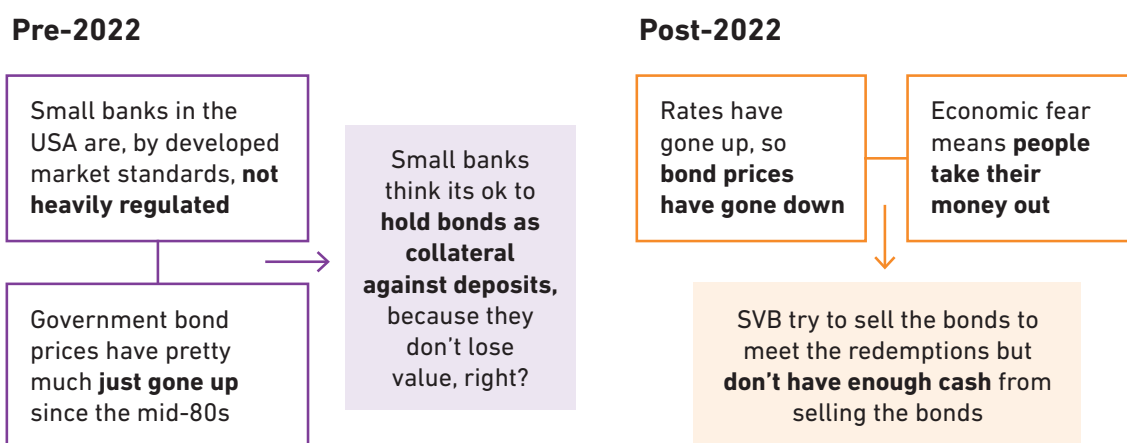 Pre-2022
Small banks in the
USA are, by developed
market standards, not
heavily regulated
Government bond
prices have pretty
much just gone up
since the mid-80s
Small banks
think its ok to
hold bonds as
collateral
against deposits,
because they
don't lose
value, right?
Post-2022
Rates have
gone up, so
bond prices
have gone down
Economic fear
means people
take their
money out
SVB try to sell the bonds to
meet the redemptions but
don't have enough cash from
selling the bonds